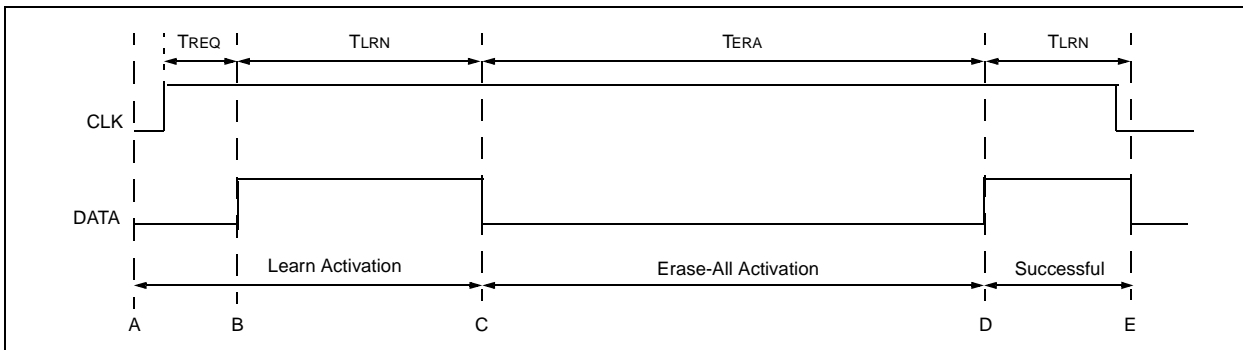 TREQ TLRN TERA TLRN
CLK
DATA
Learn Activation Erase-All Activation Successful
A B C D E